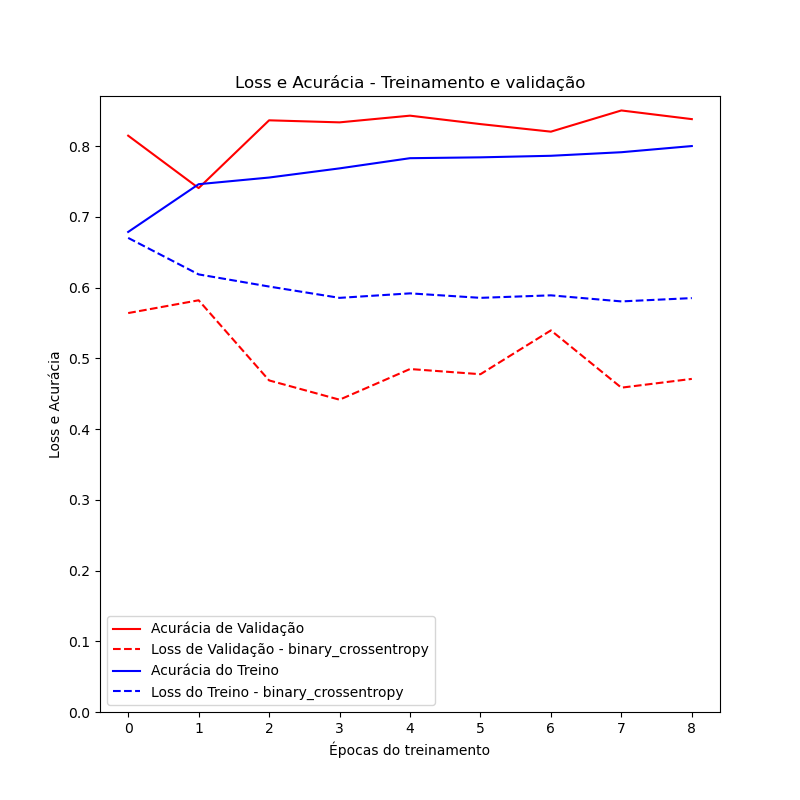 Loss e Acurácia - Treinamento e validação
Loss e Acurácia
0.8
0.7
0.6
0.5
0.4
0.3
0.2
0.1
0.0
Acurácia de Validação
Loss de Validação - binary_crossentropy
Acurácia do Treino
Loss do Treino - binary_crossentropy
0 1 2 3 4 5 6 7 8
Épocas do treinamento